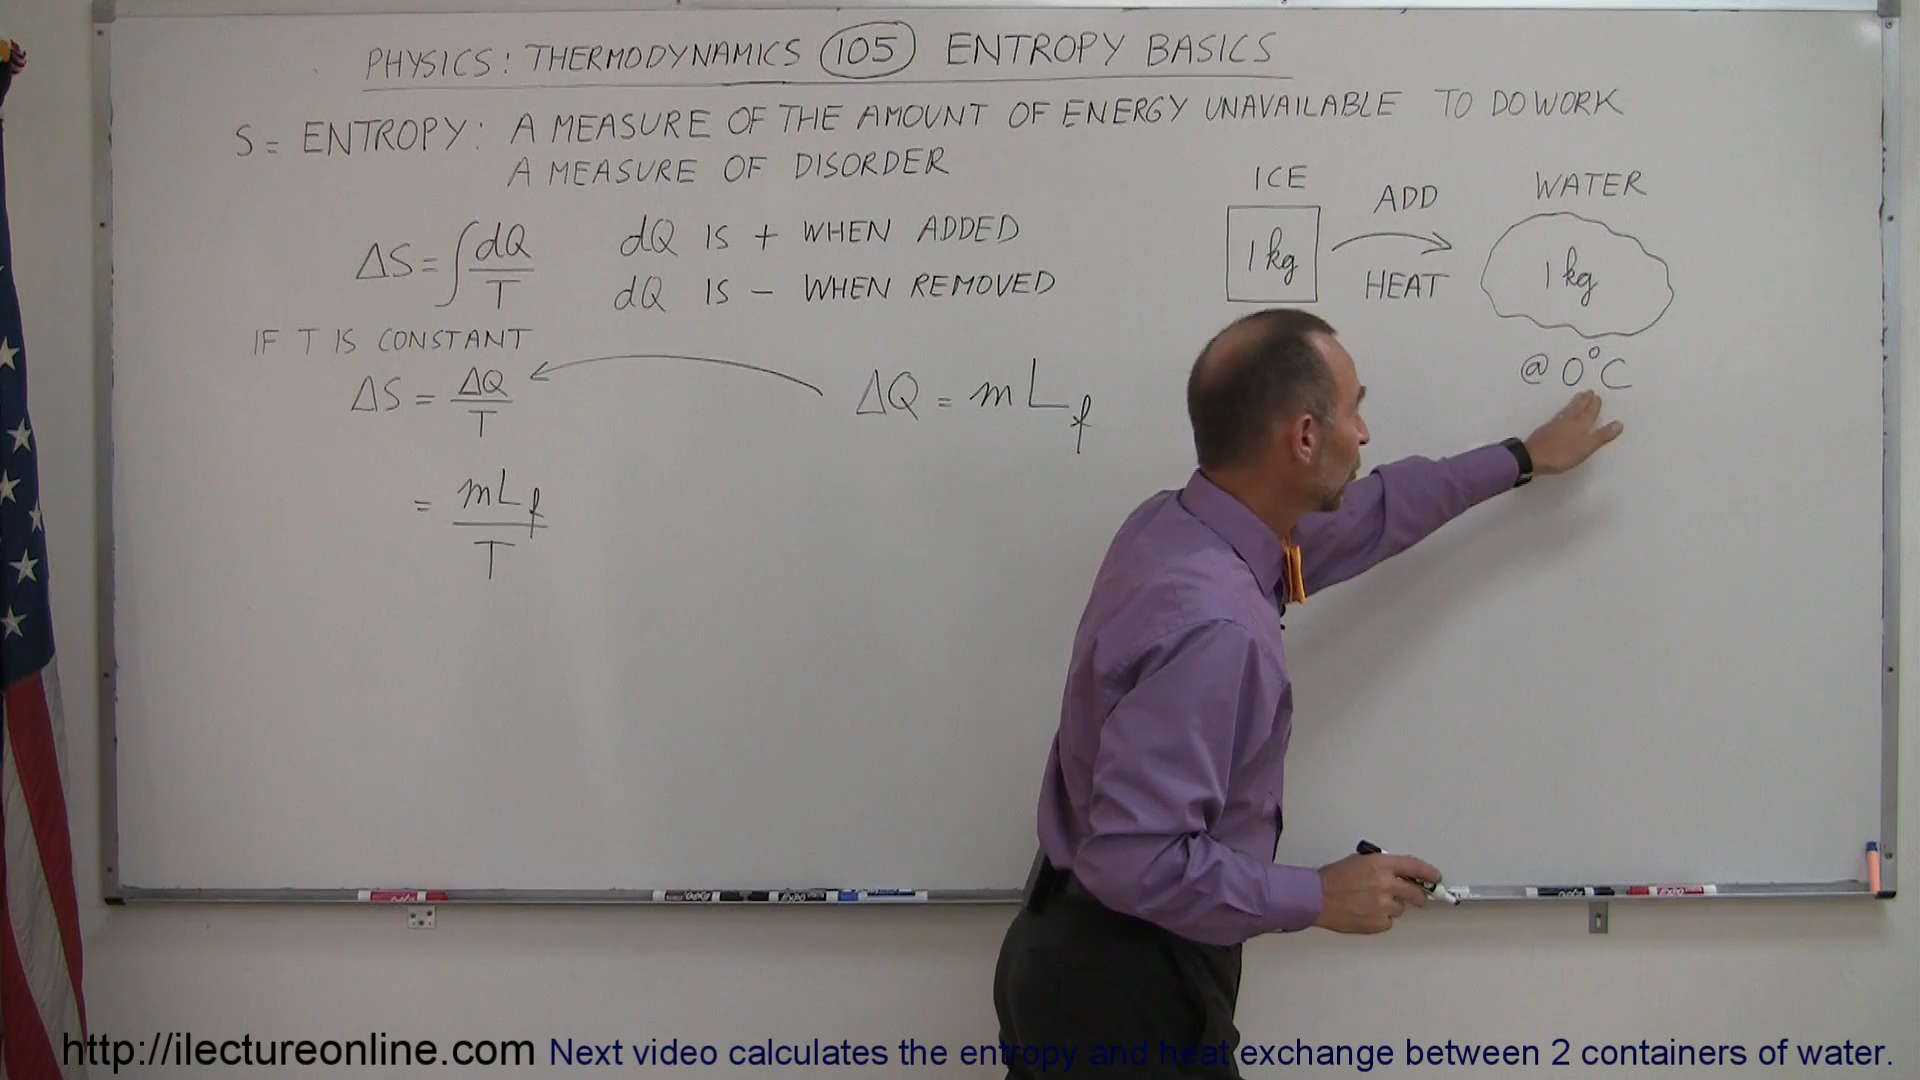 PHYSICS: THERMODYNAMICS 105 ENTROPY BASICS
S = ENTROPY: A MEASURE OF THE AMOUNT OF ENERGY UNAVAILABLE TO DO WORK
A MEASURE OF DISORDER
ΔS = ∫ dQ / T
dQ IS + WHEN ADDED
dQ IS − WHEN REMOVED
IF T IS CONSTANT
ΔS = ΔQ / T
ΔQ = m L_f
= mL_f / T
ICE
1 kg
ADD
HEAT
WATER
1 kg
@ 0°C
http://ilectureonline.com Next video calculates the entropy and heat exchange between 2 containers of water.